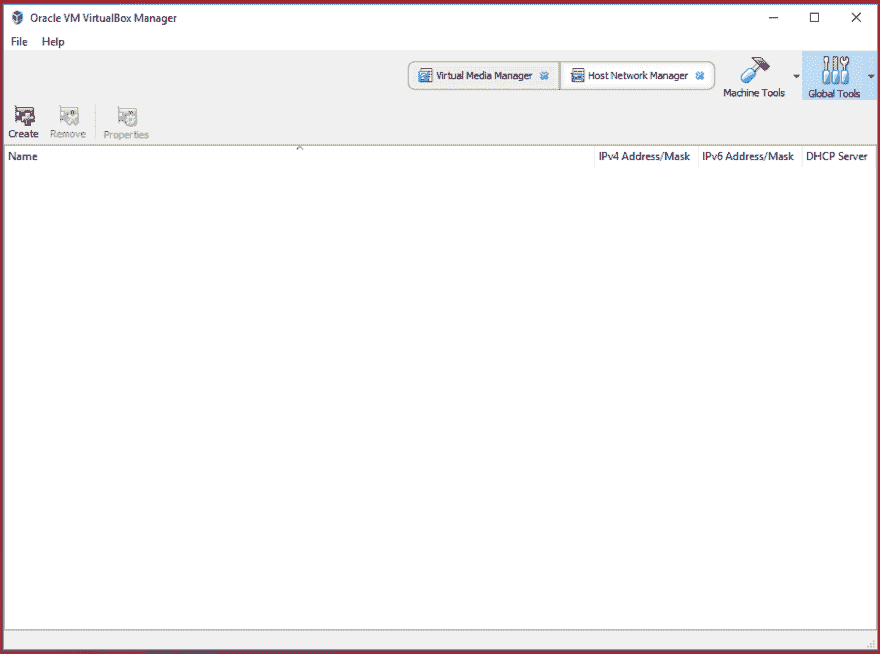 Oracle VM VirtualBox Manager
File Help
Virtual Media Manager Host Network Manager Machine Tools Global Tools
Create Remove Properties
Name IPv4 Address/Mask IPv6 Address/Mask DHCP Server